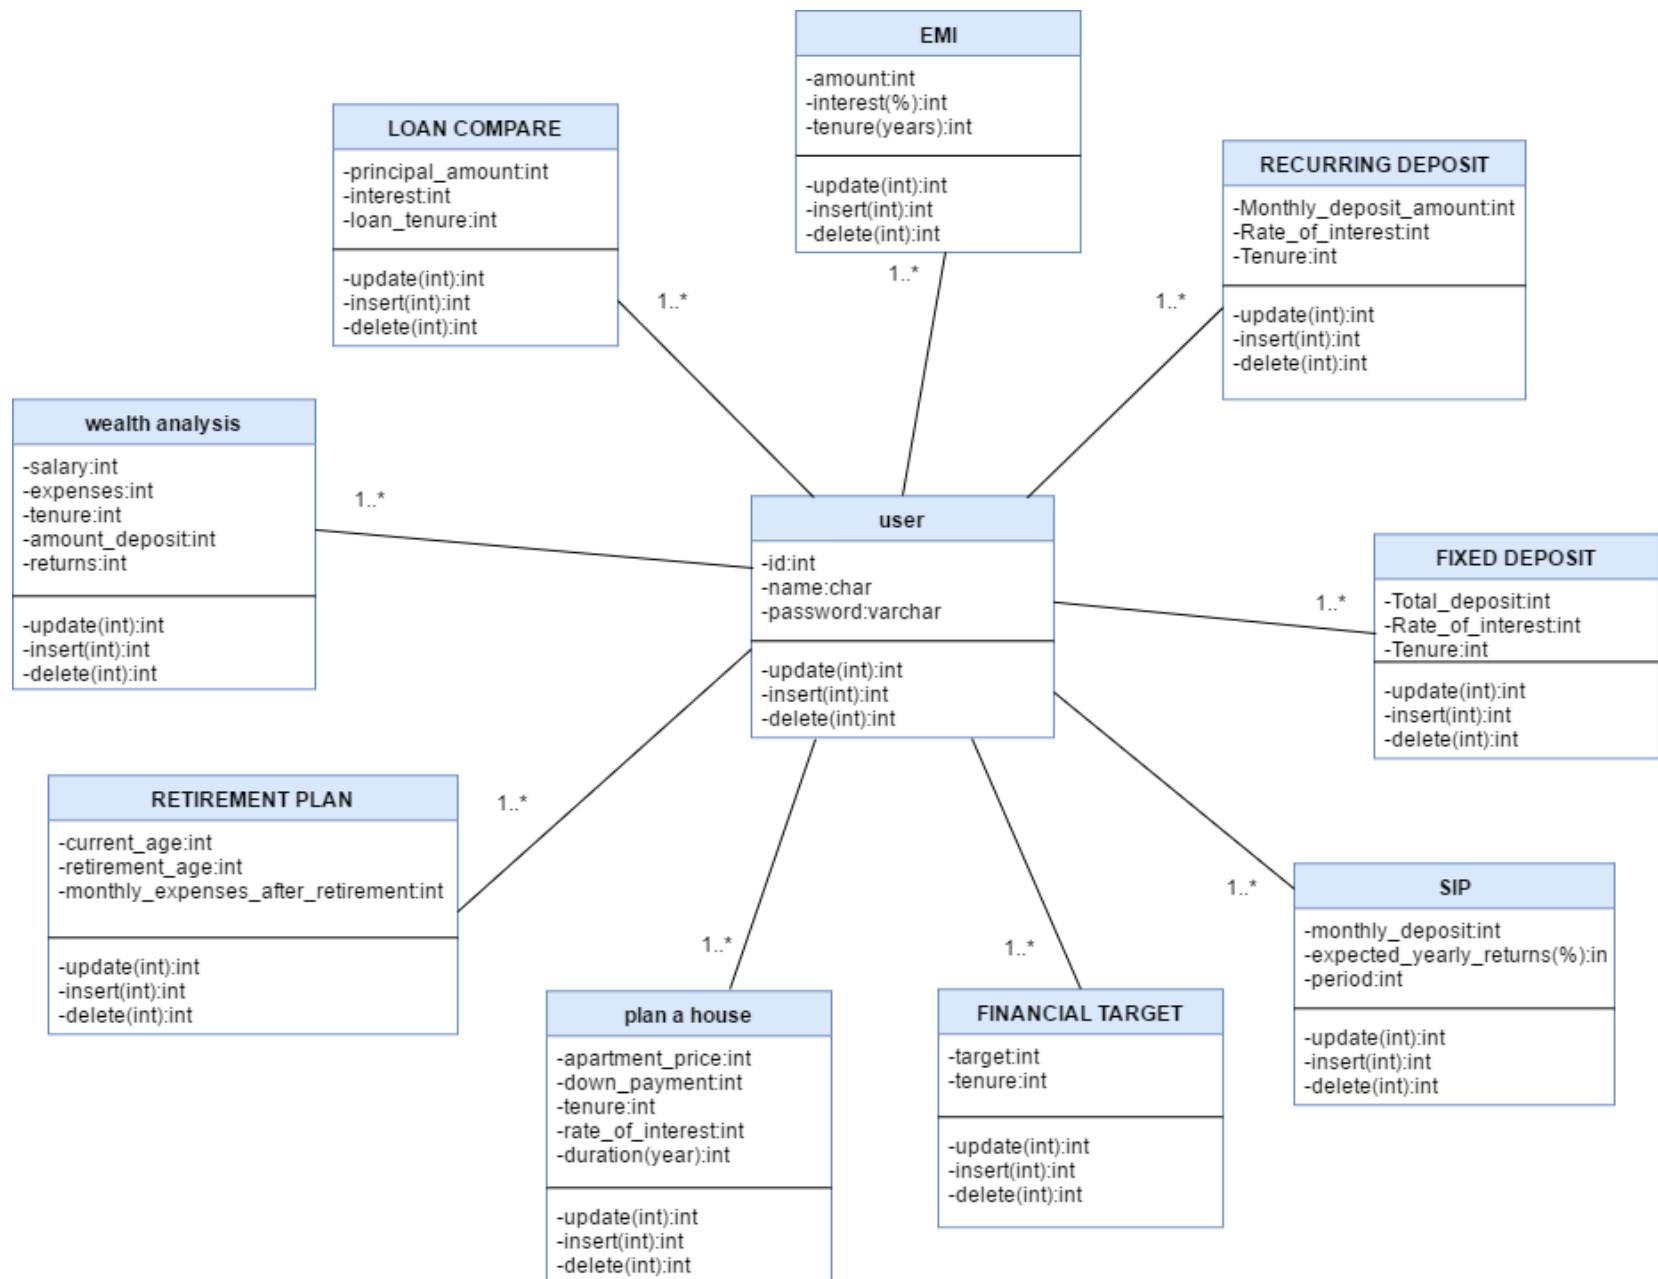 EMI
-amount:int
-interest(%):int
-tenure(years):int
-update(int):int
-insert(int):int
-delete(int):int
1..*
LOAN COMPARE
-principal_amount:int
-interest:int
-loan_tenure:int
-update(int):int
-insert(int):int
-delete(int):int
1..*
RECURRING DEPOSIT
-Monthly_deposit_amount:int
-Rate_of_interest:int
-Tenure:int
-update(int):int
-insert(int):int
-delete(int):int
1..*
wealth analysis
-salary:int
-expenses:int
-tenure:int
-amount_deposit:int
-returns:int
-update(int):int
-insert(int):int
-delete(int):int
1..*
user
-id:int
-name:char
-password:varchar
-update(int):int
-insert(int):int
-delete(int):int
FIXED DEPOSIT
-Total_deposit:int
-Rate_of_interest:int
-Tenure:int
-update(int):int
-insert(int):int
-delete(int):int
1..*
RETIREMENT PLAN
-current_age:int
-retirement_age:int
-monthly_expenses_after_retirement:int
-update(int):int
-insert(int):int
-delete(int):int
1..*
plan a house
-apartment_price:int
-down_payment:int
-tenure:int
-rate_of_interest:int
-duration(year):int
-update(int):int
-insert(int):int
-delete(int):int
1..*
FINANCIAL TARGET
-target:int
-tenure:int
-update(int):int
-insert(int):int
-delete(int):int
1..*
SIP
-monthly_deposit:int
-expected_yearly_returns(%):in
-period:int
-update(int):int
-insert(int):int
-delete(int):int
1..*